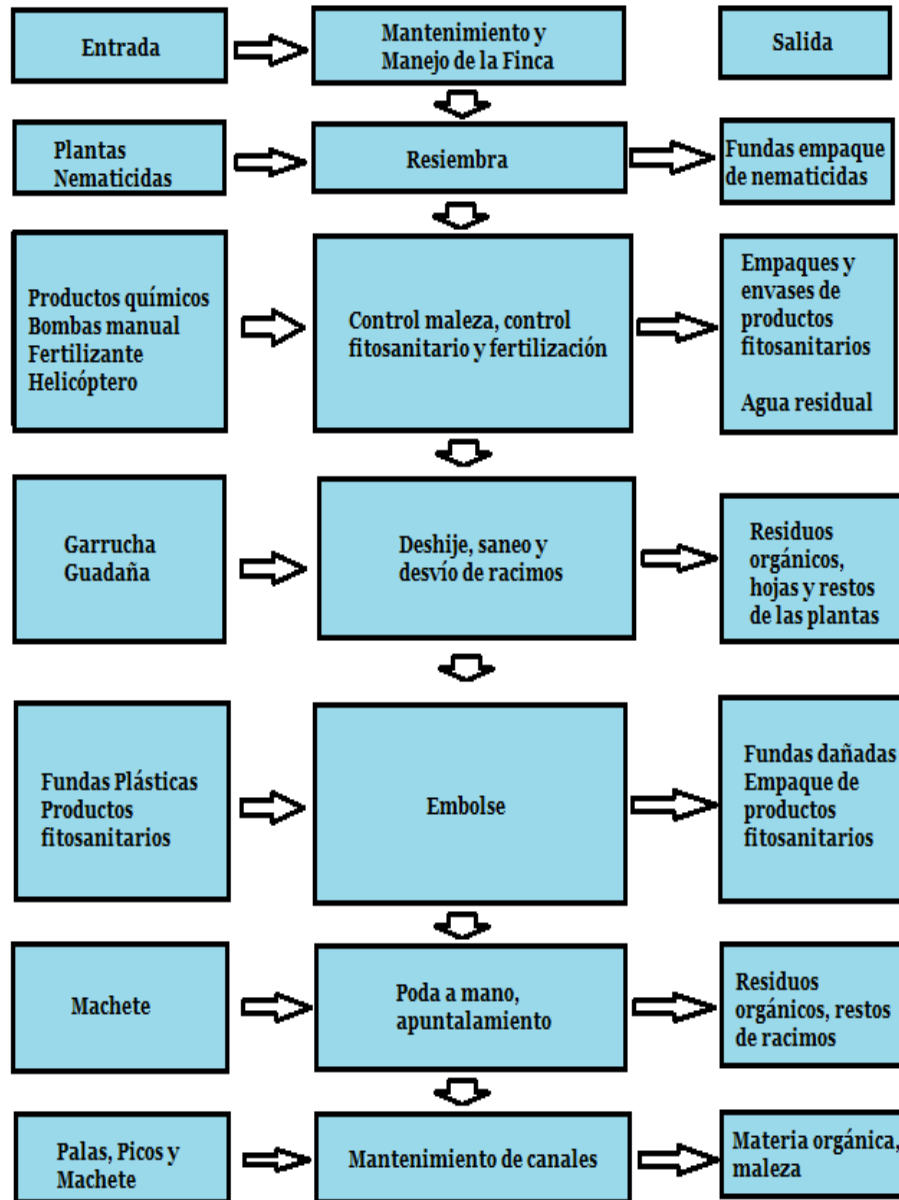 Entrada
Mantenimiento y
Manejo de la Finca
Salida
Plantas
Nematicidas
Resiembra
Fundas empaque
de nematicidas
Productos químicos
Bombas manual
Fertilizante
Helicóptero
Control maleza, control
fitosanitario y fertilización
Empaques y
envases de
productos
fitosanitarios
Agua residual
Garrucha
Guadaña
Deshije, saneo y
desvío de racimos
Residuos
orgánicos,
hojas y restos
de las plantas
Fundas Plásticas
Productos
fitosanitarios
Embolse
Fundas dañadas
Empaque de
productos
fitosanitarios
Machete
Poda a mano,
apuntalamiento
Residuos
orgánicos, restos
de racimos
Palas, Picos y
Machete
Mantenimiento de canales
Materia orgánica,
maleza